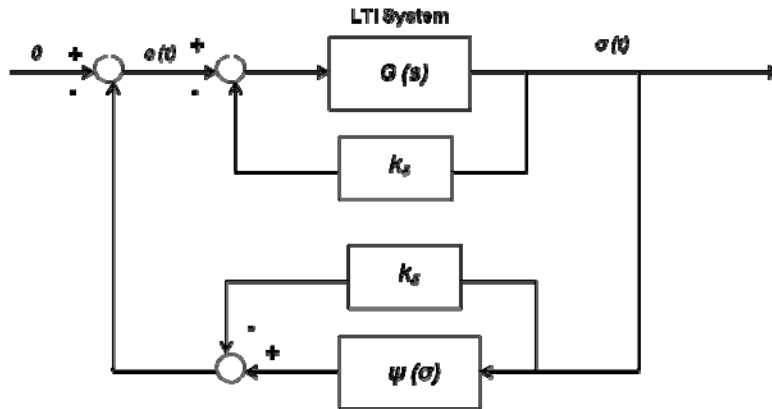 LTI System
0 + e(t) + σ(t)
- -
G(s)
kₛ
kₛ
-
+
ψ(σ)